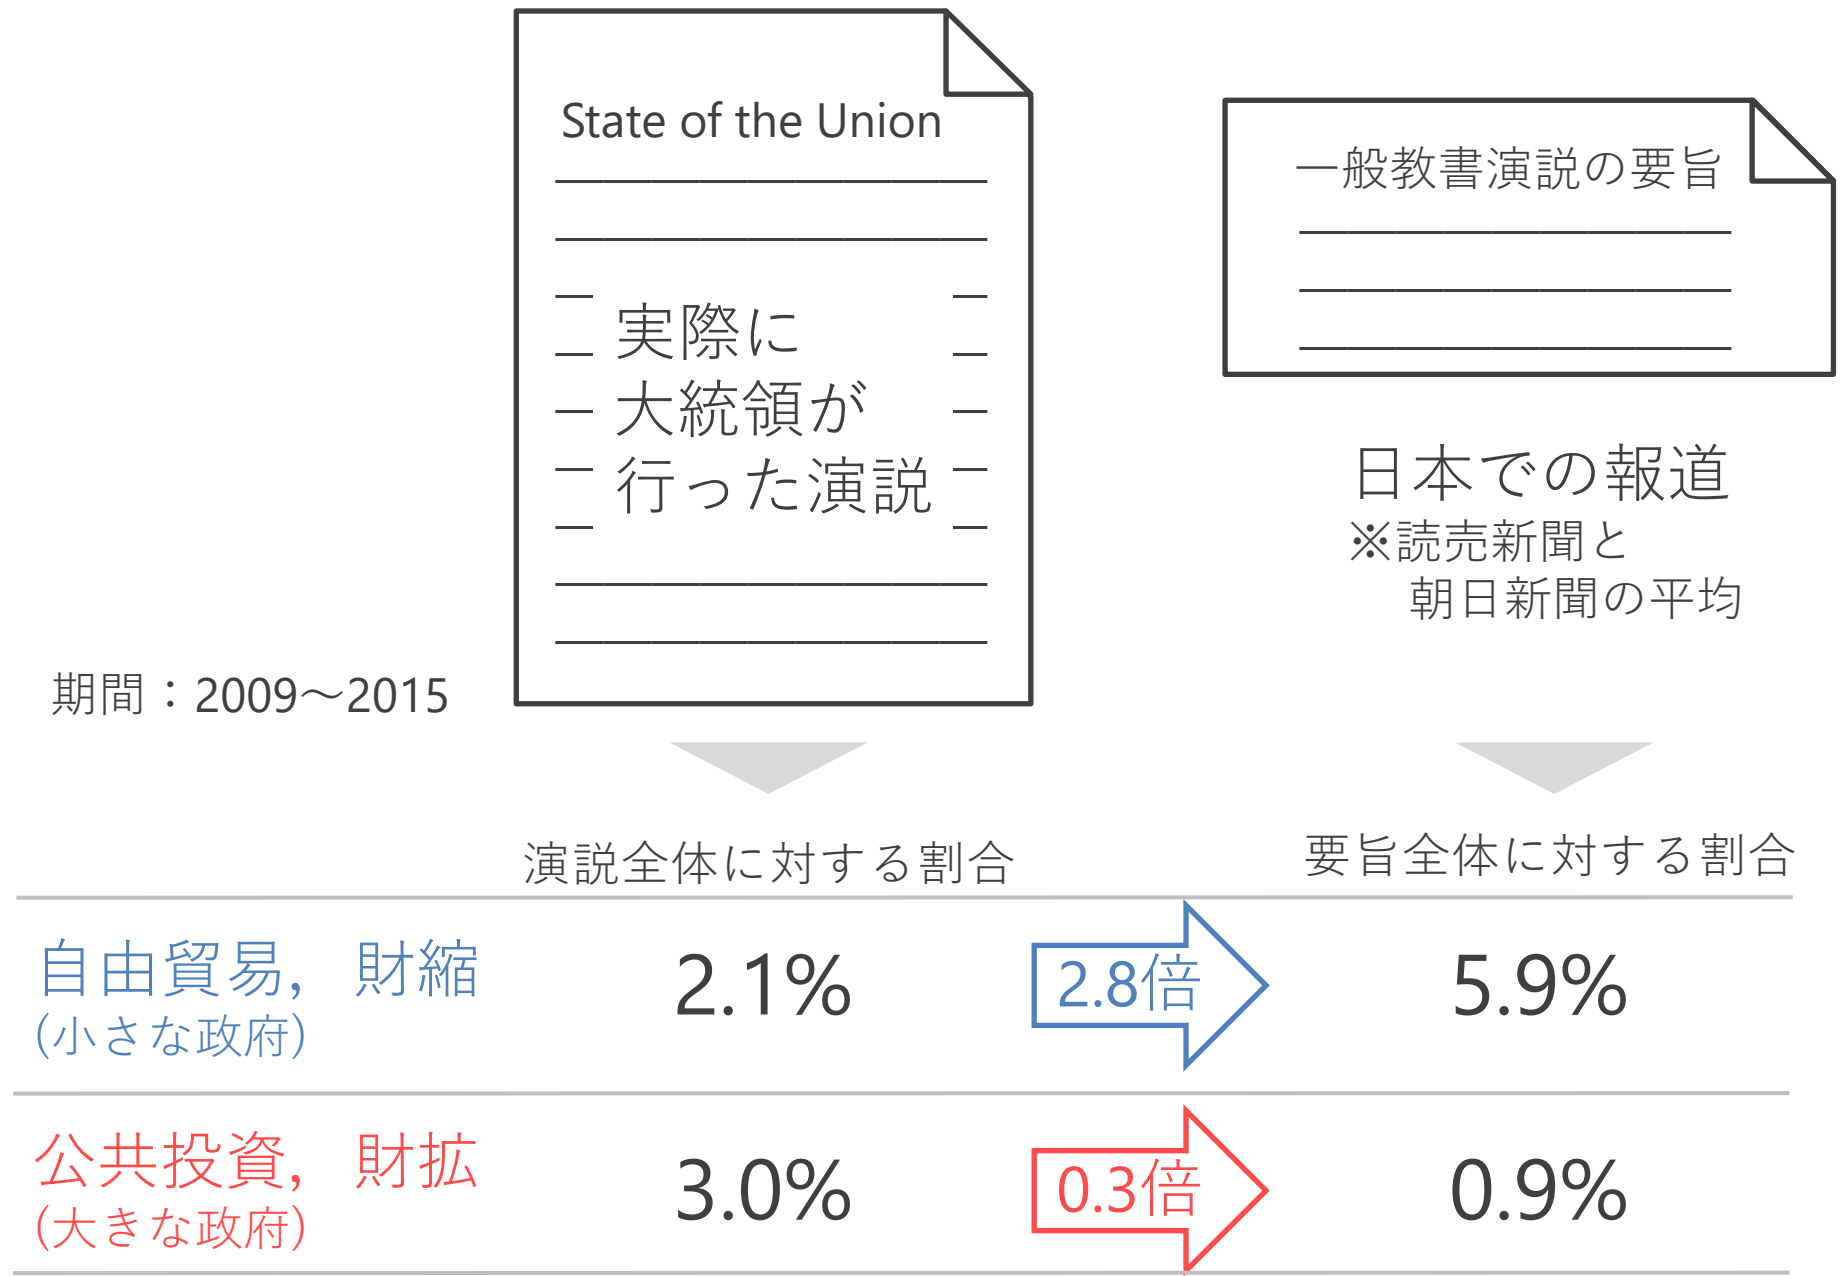 State of the Union
実際に
大統領が
行った演説
一般教書演説の要旨
日本での報道
※読売新聞と
朝日新聞の平均
期間：2009～2015
演説全体に対する割合
要旨全体に対する割合
自由貿易，財縮
(小さな政府)
2.1%
2.8倍
5.9%
公共投資，財拡
(大きな政府)
3.0%
0.3倍
0.9%